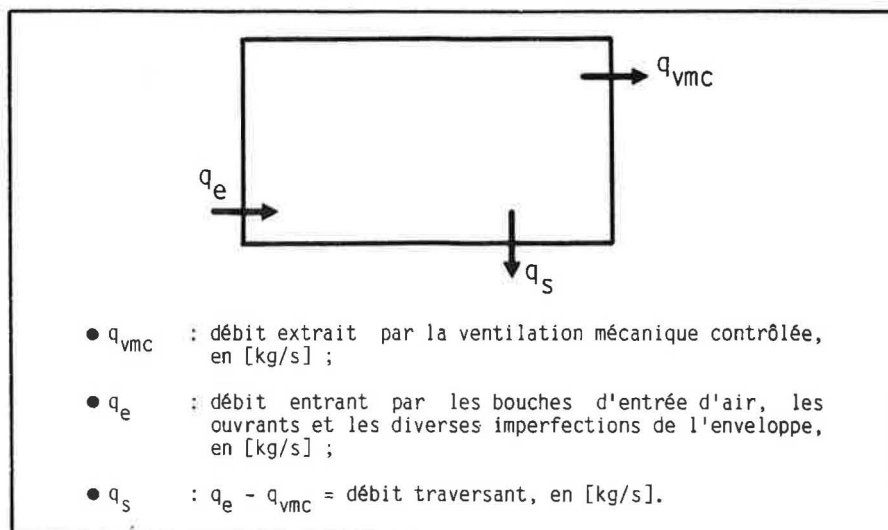 q_vmc
q_e
q_s
● q_vmc : débit extrait par la ventilation mécanique contrôlée,
en [kg/s] ;
● q_e : débit entrant par les bouches d'entrée d'air, les
ouvrants et les diverses imperfections de l'enveloppe,
en [kg/s] ;
● q_s : q_e - q_vmc = débit traversant, en [kg/s].